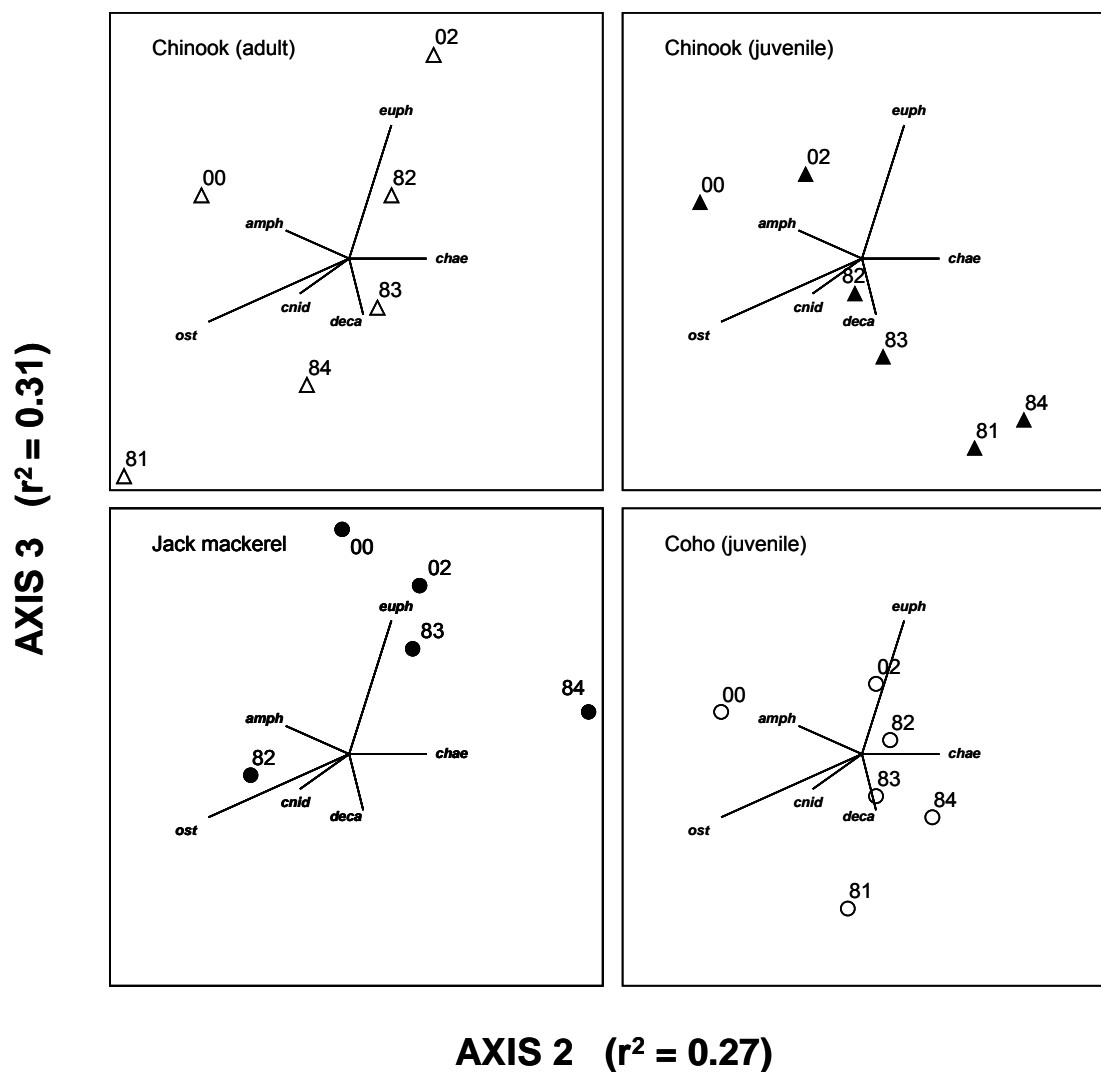 Chinook (adult)
02
euph
00
82
amph
chae
83
cnid
deca
ost
84
81
Chinook (juvenile)
euph
02
00
amph
chae
82
cnid
deca
ost
83
84
81
Jack mackerel
00
02
euph
83
84
amph
chae
82
cnid
deca
ost
Coho (juvenile)
euph
02
00
amph
82
chae
83
cnid
deca
84
ost
81
AXIS 3 (r² = 0.31)
AXIS 2 (r² = 0.27)